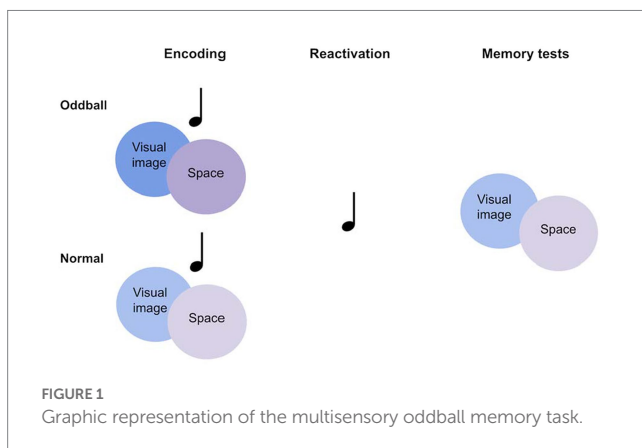 Encoding Reactivation Memory tests
Oddball
Visual
image
Space
Visual
image
Space
Normal
Visual
image
Space
FIGURE 1
Graphic representation of the multisensory oddball memory task.